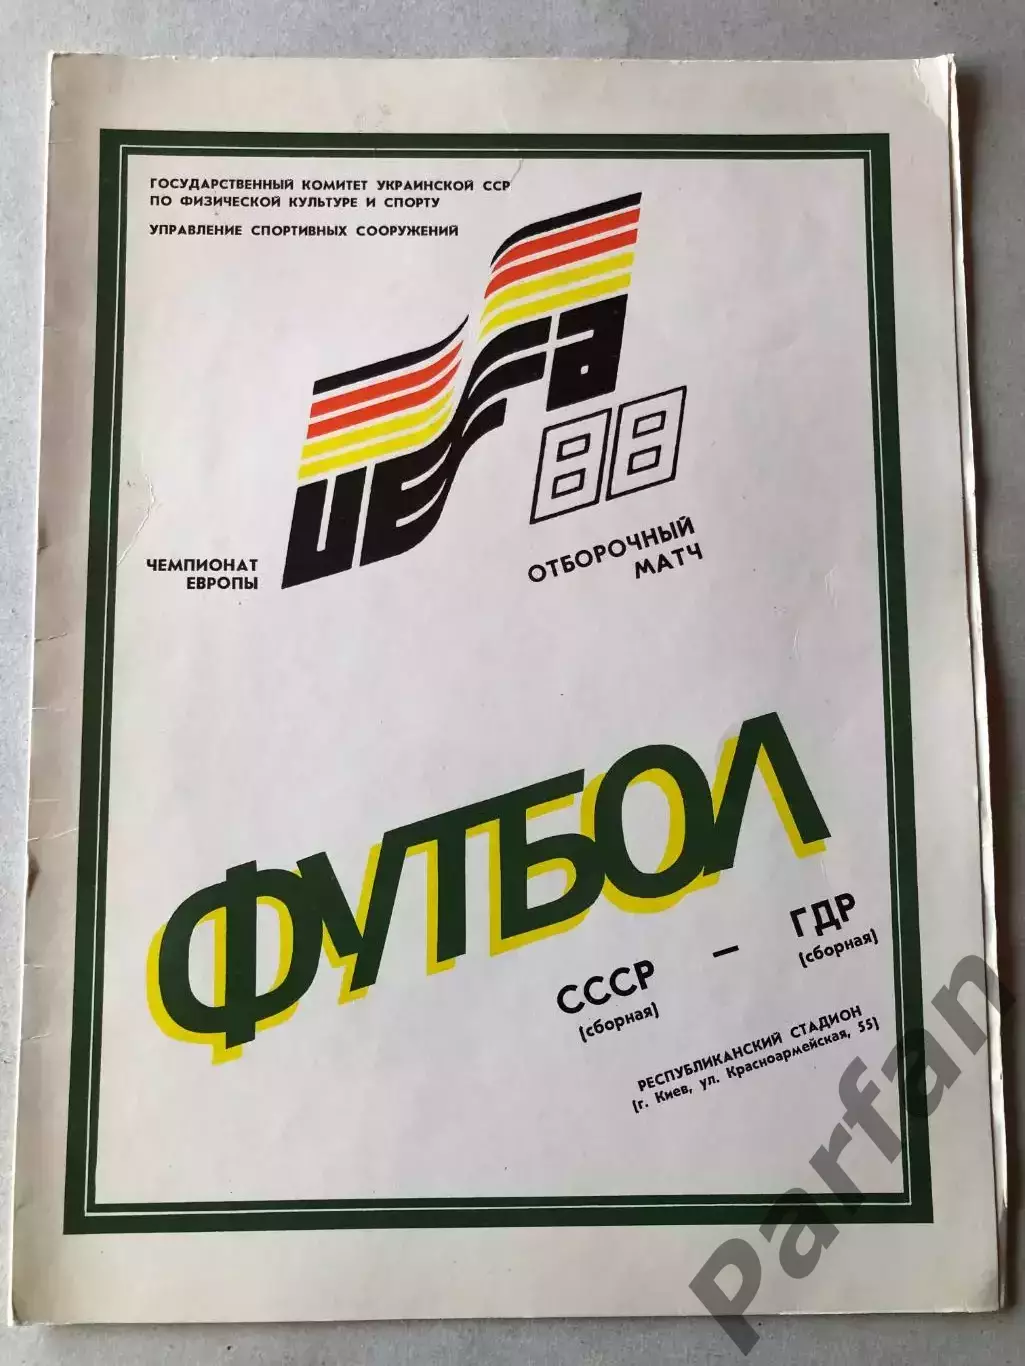 ГОСУДАРСТВЕННЫЙ КОМИТЕТ УКРАИНСКОЙ ССР
ПО ФИЗИЧЕСКОЙ КУЛЬТУРЕ И СПОРТУ
УПРАВЛЕНИЕ СПОРТИВНЫХ СООРУЖЕНИЙ
UEFA
88
ЧЕМПИОНАТ
ЕВРОПЫ
ОТБОРОЧНЫЙ
МАТЧ
ФУТБОЛ
СССР — ГДР
(сборная) (сборная)
РЕСПУБЛИКАНСКИЙ СТАДИОН
(г. Киев, ул. Красноармейская, 55)
Parfan